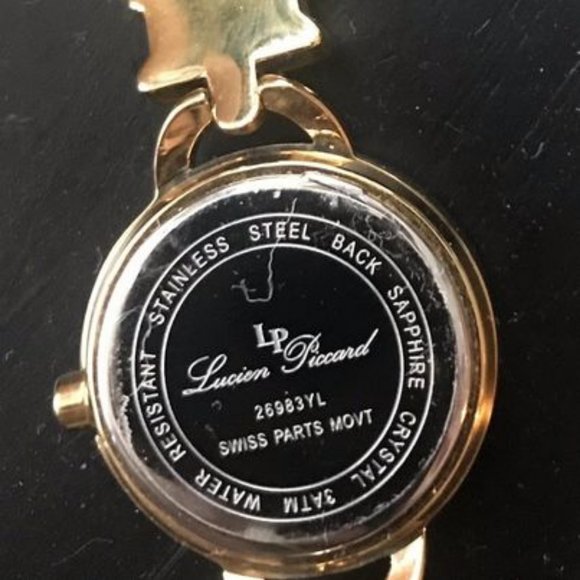 STAINLESS STEEL BACK SAPPHIRE CRYSTAL 3ATM WATER RESISTANT
LP
Lucien Piccard
26983YL
SWISS PARTS MOVT